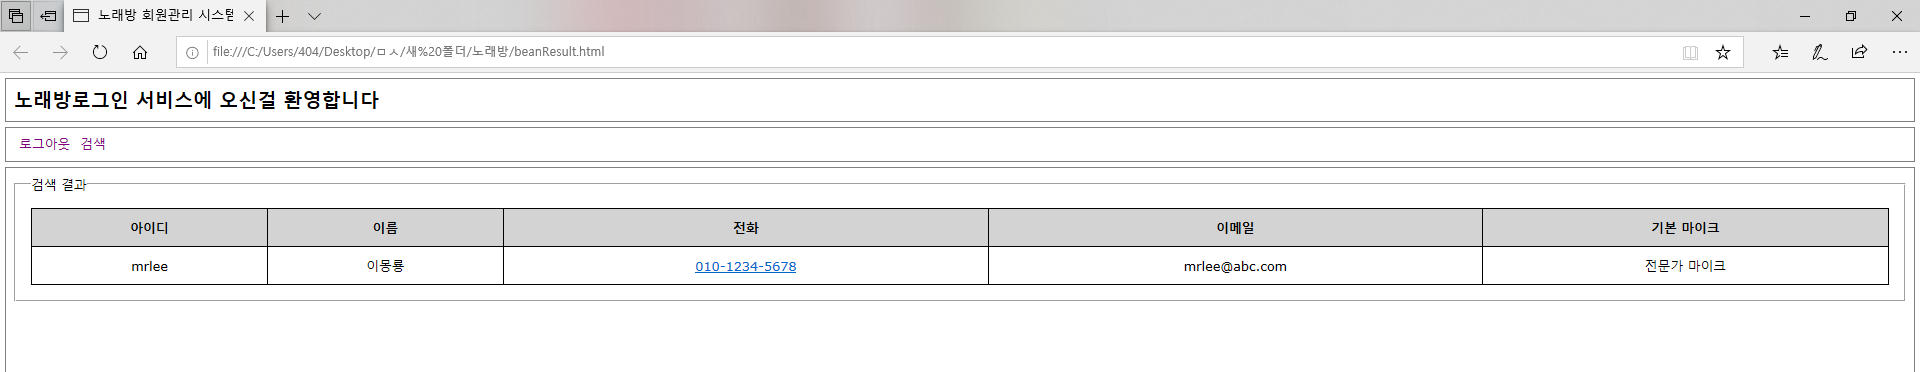 노래방 회원관리 시스템
file:///C:/Users/404/Desktop/ㅁㅅ/새%20폴더/노래방/beanResult.html
노래방로그인 서비스에 오신걸 환영합니다
로그아웃 검색
검색 결과
아이디 이름 전화 이메일 기본 마이크
mrlee 이몽룡 010-1234-5678 mrlee@abc.com 전문가 마이크